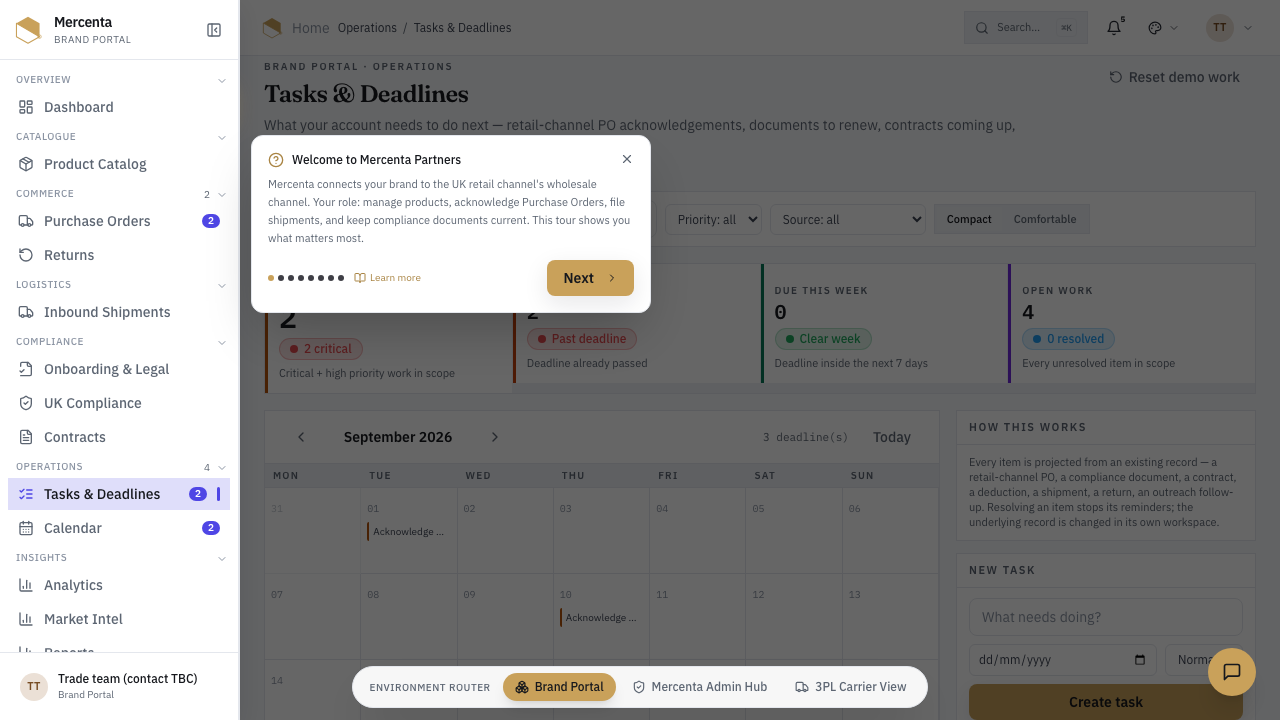 Mercenta
BRAND PORTAL
OVERVIEW
Dashboard
CATALOGUE
Product Catalog
COMMERCE 2
Purchase Orders 2
Returns
LOGISTICS
Inbound Shipments
COMPLIANCE
Onboarding & Legal
UK Compliance
Contracts
OPERATIONS 4
Tasks & Deadlines 2
Calendar 2
INSIGHTS
Analytics
Market Intel
Reports
TT
Trade team (contact TBC)
Brand Portal
Home Operations / Tasks & Deadlines
Search... ⌘K
5
TT
BRAND PORTAL · OPERATIONS
Tasks & Deadlines
Reset demo work
What your account needs to do next — retail-channel PO acknowledgements, documents to renew, contracts coming up,
Welcome to Mercenta Partners
Mercenta connects your brand to the UK retail channel's wholesale
channel. Your role: manage products, acknowledge Purchase Orders, file
shipments, and keep compliance documents current. This tour shows you
what matters most.
Learn more
Next
Priority: all
Source: all
Compact Comfortable
2
2 critical
Critical + high priority work in scope
2
Past deadline
Deadline already passed
DUE THIS WEEK
0
Clear week
Deadline inside the next 7 days
OPEN WORK
4
0 resolved
Every unresolved item in scope
September 2026
3 deadline(s)
Today
MON TUE WED THU FRI SAT SUN
31 01 02 03 04 05 06
Acknowledge ...
07 08 09 10 11 12 13
Acknowledge ...
14
HOW THIS WORKS
Every item is projected from an existing record — a
retail-channel PO, a compliance document, a contract,
a deduction, a shipment, a return, an outreach follow-
up. Resolving an item stops its reminders; the
underlying record is changed in its own workspace.
NEW TASK
What needs doing?
dd/mm/yyyy
Norma
Create task
ENVIRONMENT ROUTER
Brand Portal
Mercenta Admin Hub
3PL Carrier View